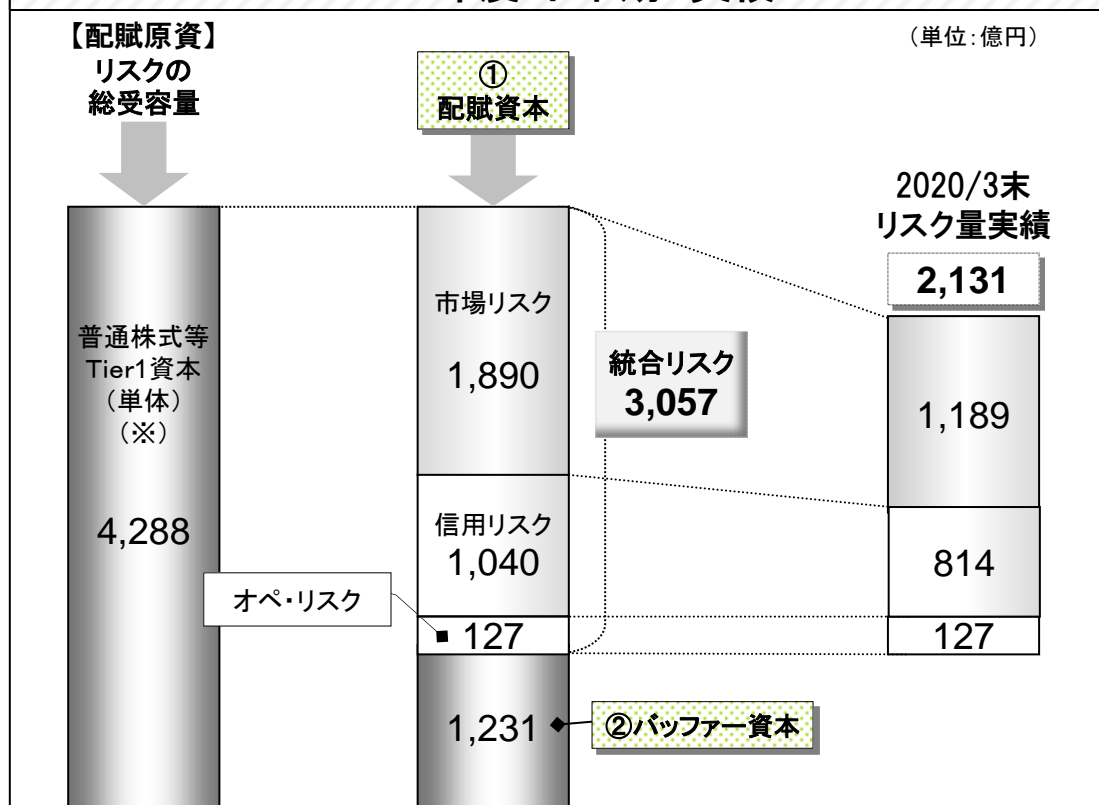 【配賦原資】
リスクの
総受容量
（単位：億円）
①
配賦資本
2020/3末
リスク量実績
2,131
普通株式等
Tier1資本
（単体）
（※）
4,288
市場リスク
1,890
統合リスク
3,057
1,189
信用リスク
1,040
814
オペ・リスク
127
127
1,231
②バッファー資本